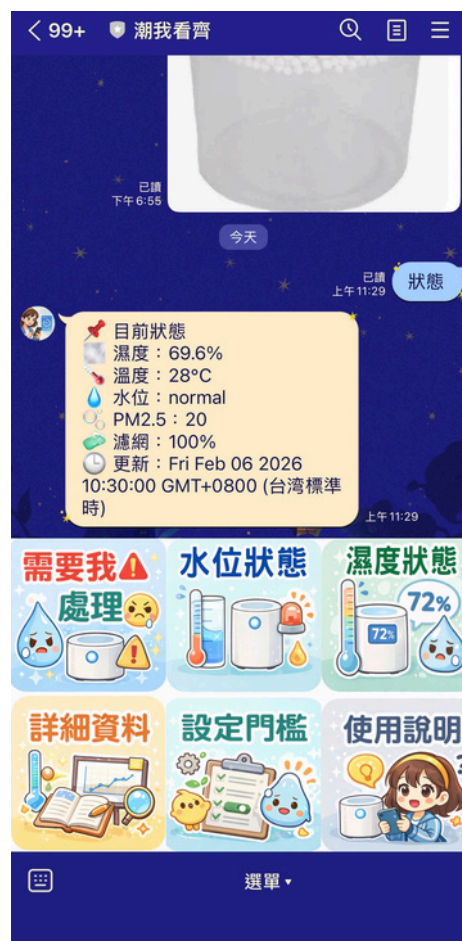 99+ 潮我看齊
已讀
下午 6:55
今天
已讀
上午11:29
狀態
目前狀態
濕度：69.6%
溫度：28°C
水位：normal
PM2.5：20
濾網：100%
更新：Fri Feb 06 2026
10:30:00 GMT+0800 (台湾標準
時)
上午11:29
需要我
處理
水位狀態
濕度狀態
72%
72%
詳細資料
設定門檻
使用說明
選單